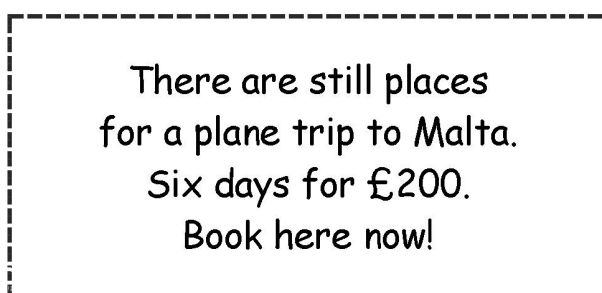 There are still places
for a plane trip to Malta.
Six days for £200.
Book here now!